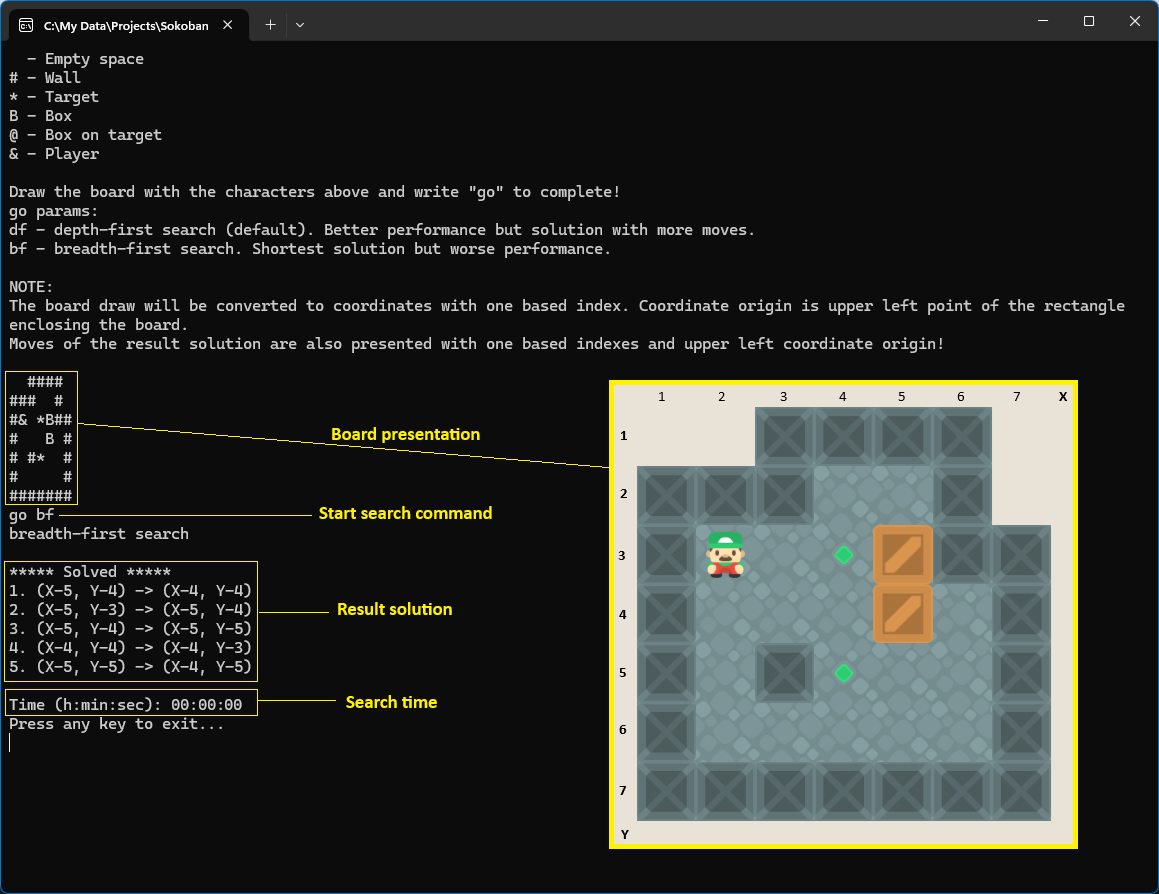 C:\My Data\Projects\Sokoban
  - Empty space
# - Wall
* - Target
B - Box
@ - Box on target
& - Player
Draw the board with the characters above and write "go" to complete!
go params:
df - depth-first search (default). Better performance but solution with more moves.
bf - breadth-first search. Shortest solution but worse performance.
NOTE:
The board draw will be converted to coordinates with one based index. Coordinate origin is upper left point of the rectangle
enclosing the board.
Moves of the result solution are also presented with one based indexes and upper left coordinate origin!
  ####
###  #
#& *B##
#   B #
# #*  #
#     #
#######
Board presentation
go bf
Start search command
breadth-first search
***** Solved *****
1. (X-5, Y-4) -> (X-4, Y-4)
2. (X-5, Y-3) -> (X-5, Y-4)
3. (X-5, Y-4) -> (X-5, Y-5)
4. (X-4, Y-4) -> (X-4, Y-3)
5. (X-5, Y-5) -> (X-4, Y-5)
Result solution
Time (h:min:sec): 00:00:00
Search time
Press any key to exit...
1 2 3 4 5 6 7 X
1
2
3
4
5
6
7
Y